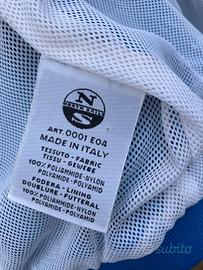 N
NORTH SAILS
S
ART. 0001 E04
MADE IN ITALY
TESSUTO - FABRIC
TISSU - GEWEBE
100% POLIAMMIDE-NYLON
POLYAMIDE-POLYAMID
FODERA - LINING
DOUBLURE - FUTTER
100% POLIAMMIDE-NYLON
POLYAMIDE-POLYAMID
subito